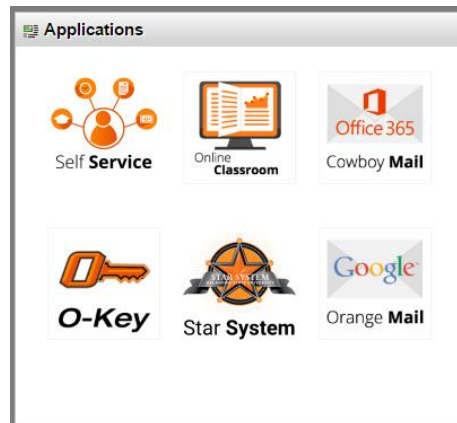 Applications
Self Service
Online
Classroom
Office 365
Cowboy Mail
O-Key
STAR SYSTEM
Star System
Google
Orange Mail